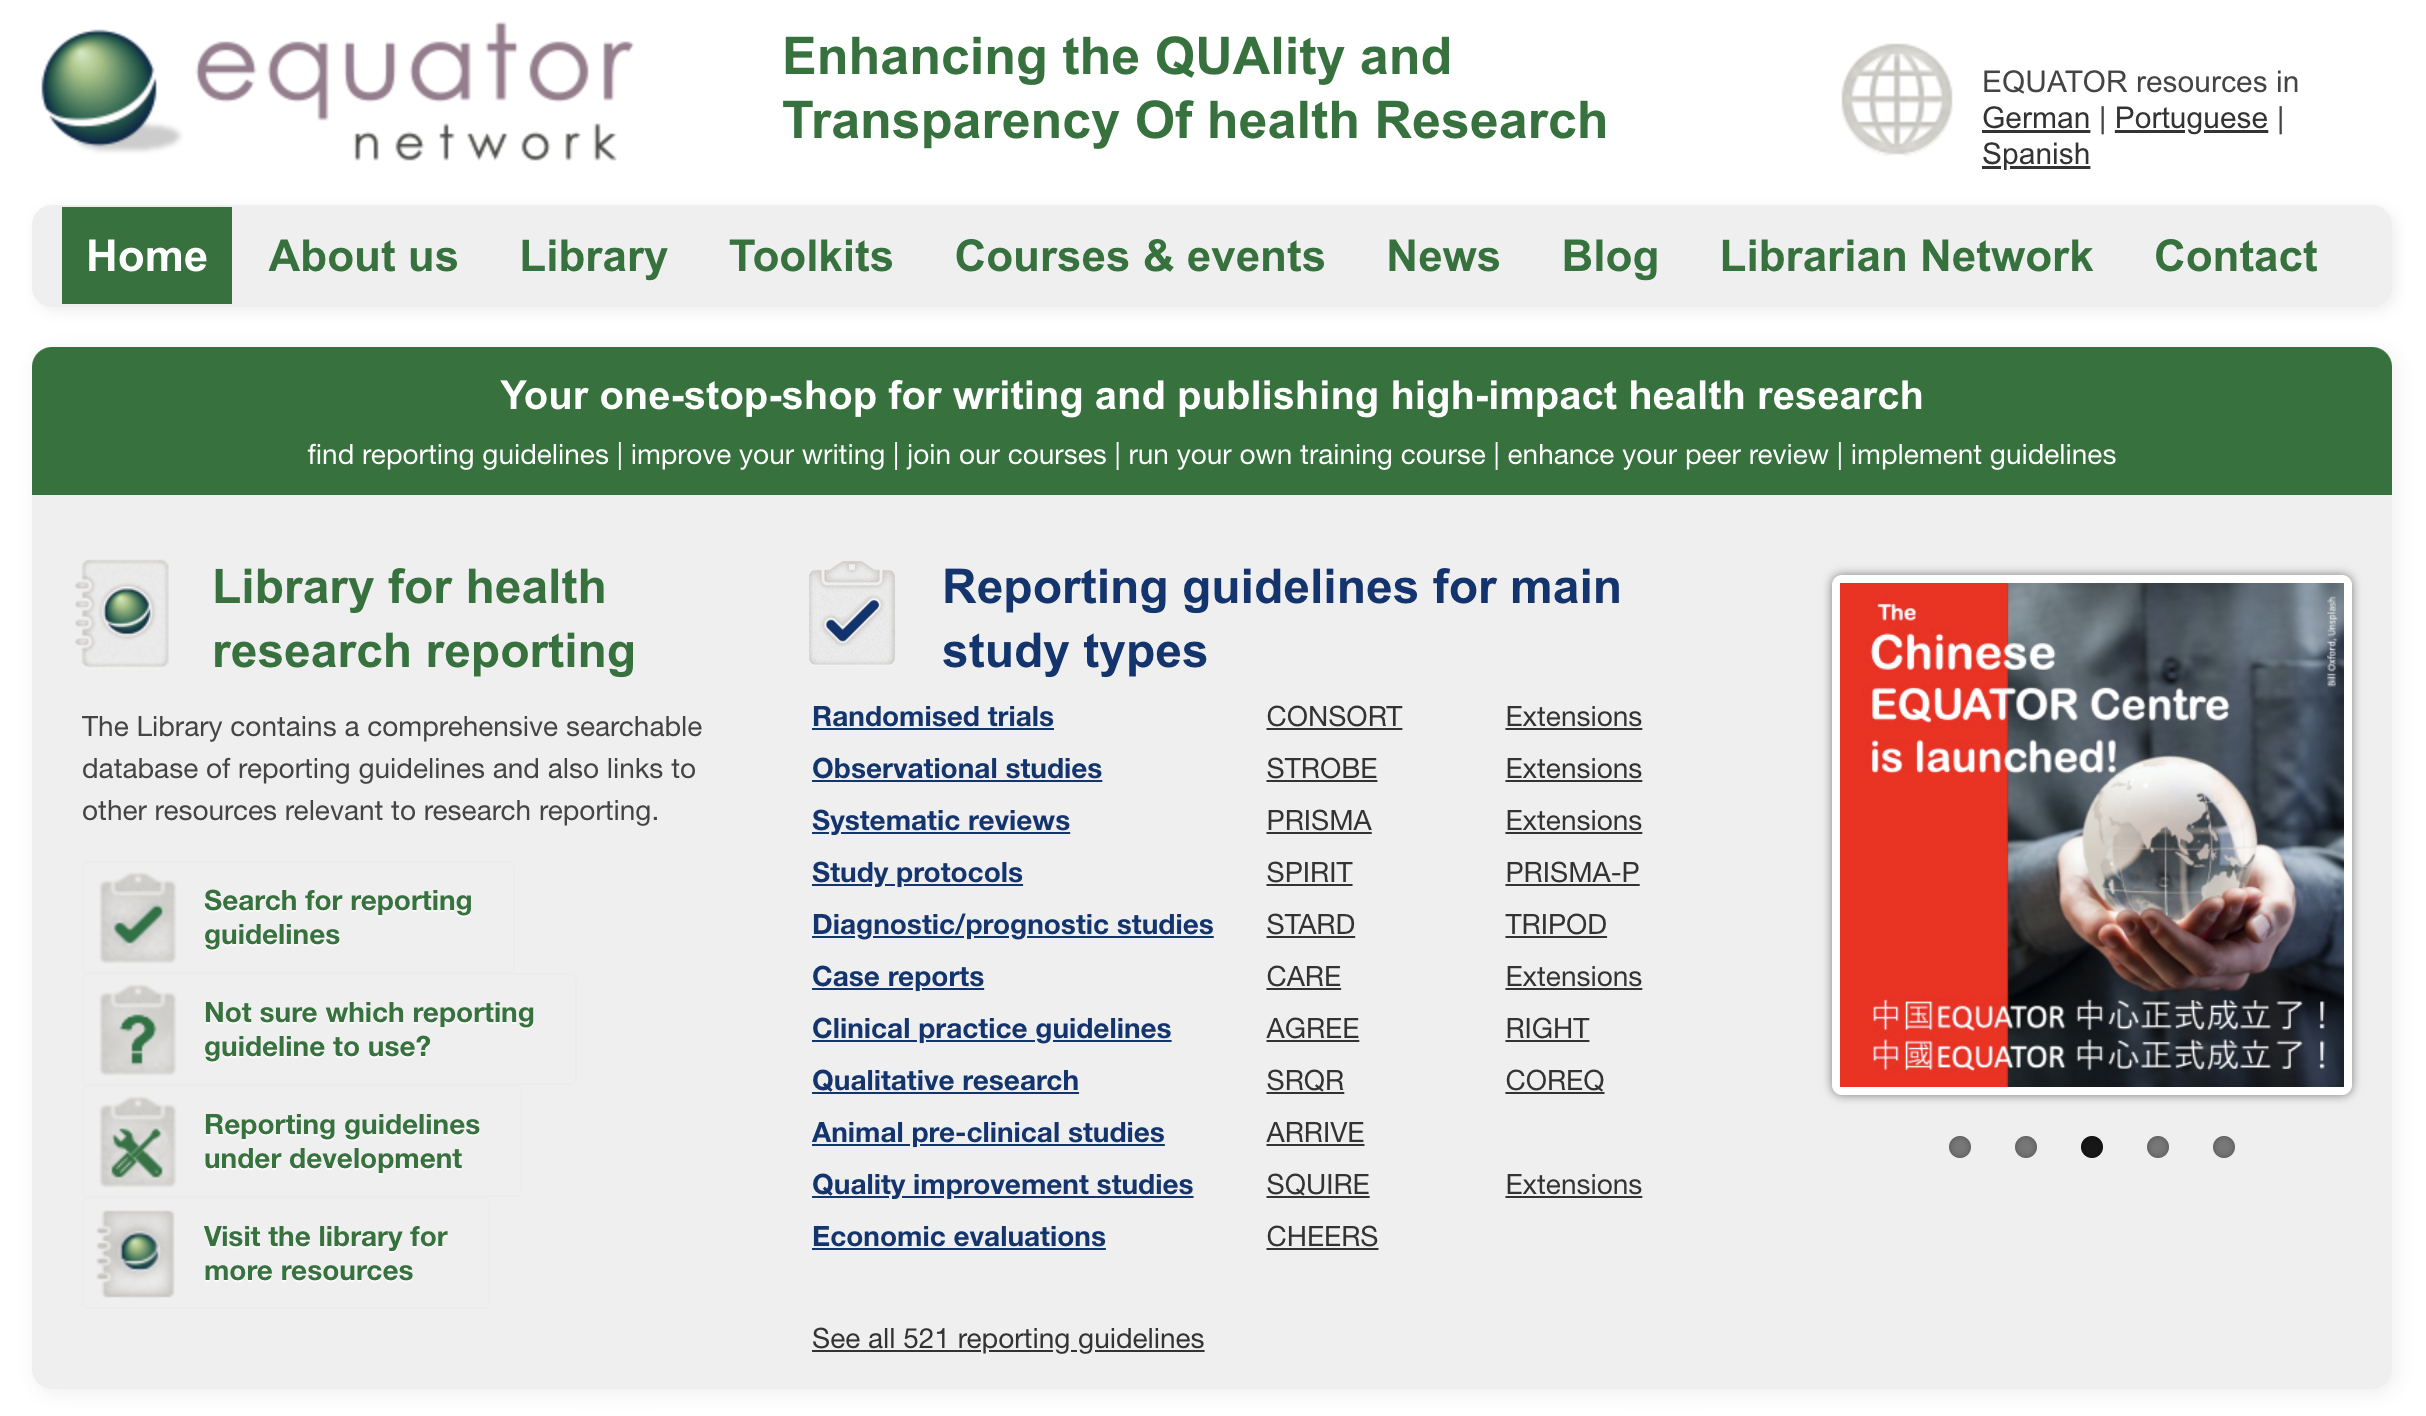 equator
network
Enhancing the QUAlity and
Transparency Of health Research
EQUATOR resources in
German | Portuguese |
Spanish
Home About us Library Toolkits Courses & events News Blog Librarian Network Contact
Your one-stop-shop for writing and publishing high-impact health research
find reporting guidelines | improve your writing | join our courses | run your own training course | enhance your peer review | implement guidelines
Library for health
research reporting
The Library contains a comprehensive searchable
database of reporting guidelines and also links to
other resources relevant to research reporting.
Search for reporting
guidelines
Not sure which reporting
guideline to use?
Reporting guidelines
under development
Visit the library for
more resources
Reporting guidelines for main
study types
Randomised trials CONSORT Extensions
Observational studies STROBE Extensions
Systematic reviews PRISMA Extensions
Study protocols SPIRIT PRISMA-P
Diagnostic/prognostic studies STARD TRIPOD
Case reports CARE Extensions
Clinical practice guidelines AGREE RIGHT
Qualitative research SRQR COREQ
Animal pre-clinical studies ARRIVE
Quality improvement studies SQUIRE Extensions
Economic evaluations CHEERS
See all 521 reporting guidelines
The
Chinese
EQUATOR Centre
is launched!
Bill Oxford, Unsplash
中国EQUATOR 中心正式成立了！
中國EQUATOR 中心正式成立了！